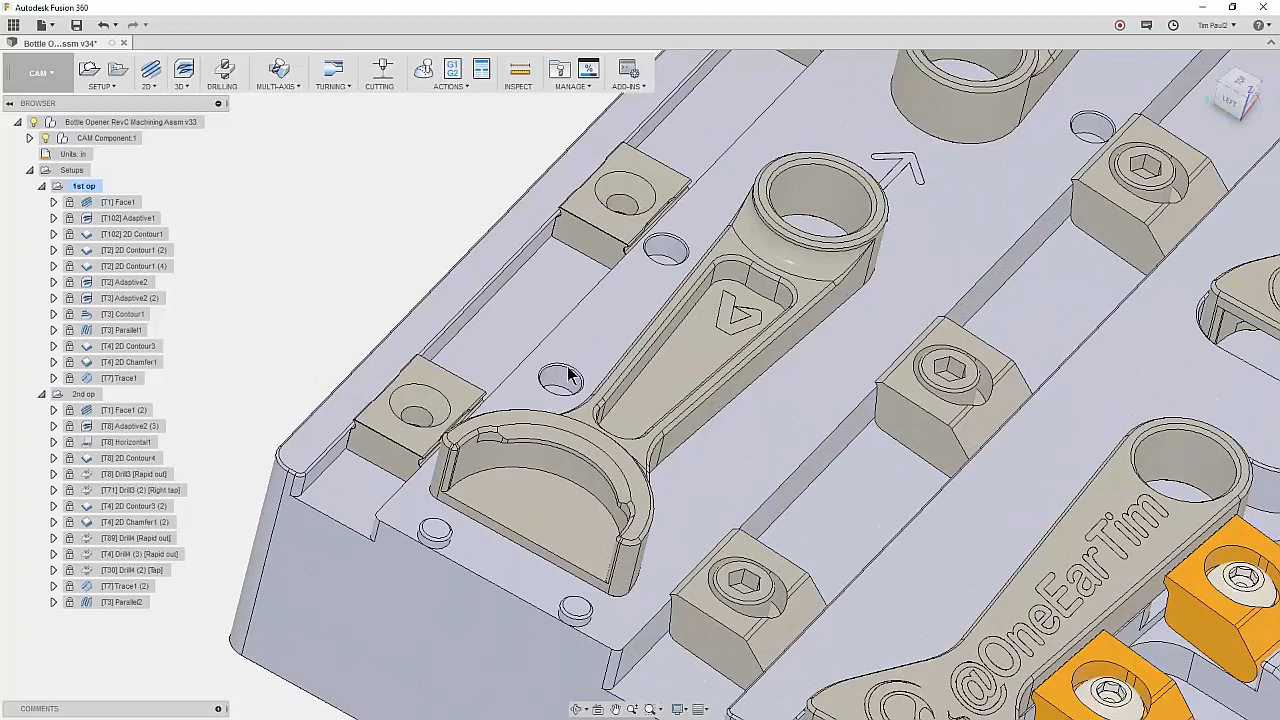 Autodesk Fusion 360
Tim Paul2
Bottle O...ssm v34*
CAM
SETUP
2D
3D
DRILLING
MULTI-AXIS
TURNING
CUTTING
G1
G2
ACTIONS
INSPECT
MANAGE
ADD-INS
BROWSER
Bottle Opener RevC Machining Assm v33
CAM Component:1
Units: in
Setups
1st op
[T1] Face1
[T102] Adaptive1
[T102] 2D Contour1
[T2] 2D Contour1 (2)
[T2] 2D Contour1 (4)
[T2] Adaptive2
[T3] Adaptive2 (2)
[T3] Contour1
[T3] Parallel1
[T4] 2D Contour3
[T4] 2D Chamfer1
[T7] Trace1
2nd op
[T1] Face1 (2)
[T8] Adaptive2 (3)
[T8] Horizontal1
[T8] 2D Contour4
[T8] Drill3 [Rapid out]
[T71] Drill3 (2) [Right tap]
[T4] 2D Contour3 (2)
[T4] 2D Chamfer1 (2)
[T89] Drill4 [Rapid out]
[T4] Drill4 (3) [Rapid out]
[T30] Drill4 (2) [Tap]
[T7] Trace1 (2)
[T3] Parallel2
LEFT
@OneEarTim
COMMENTS